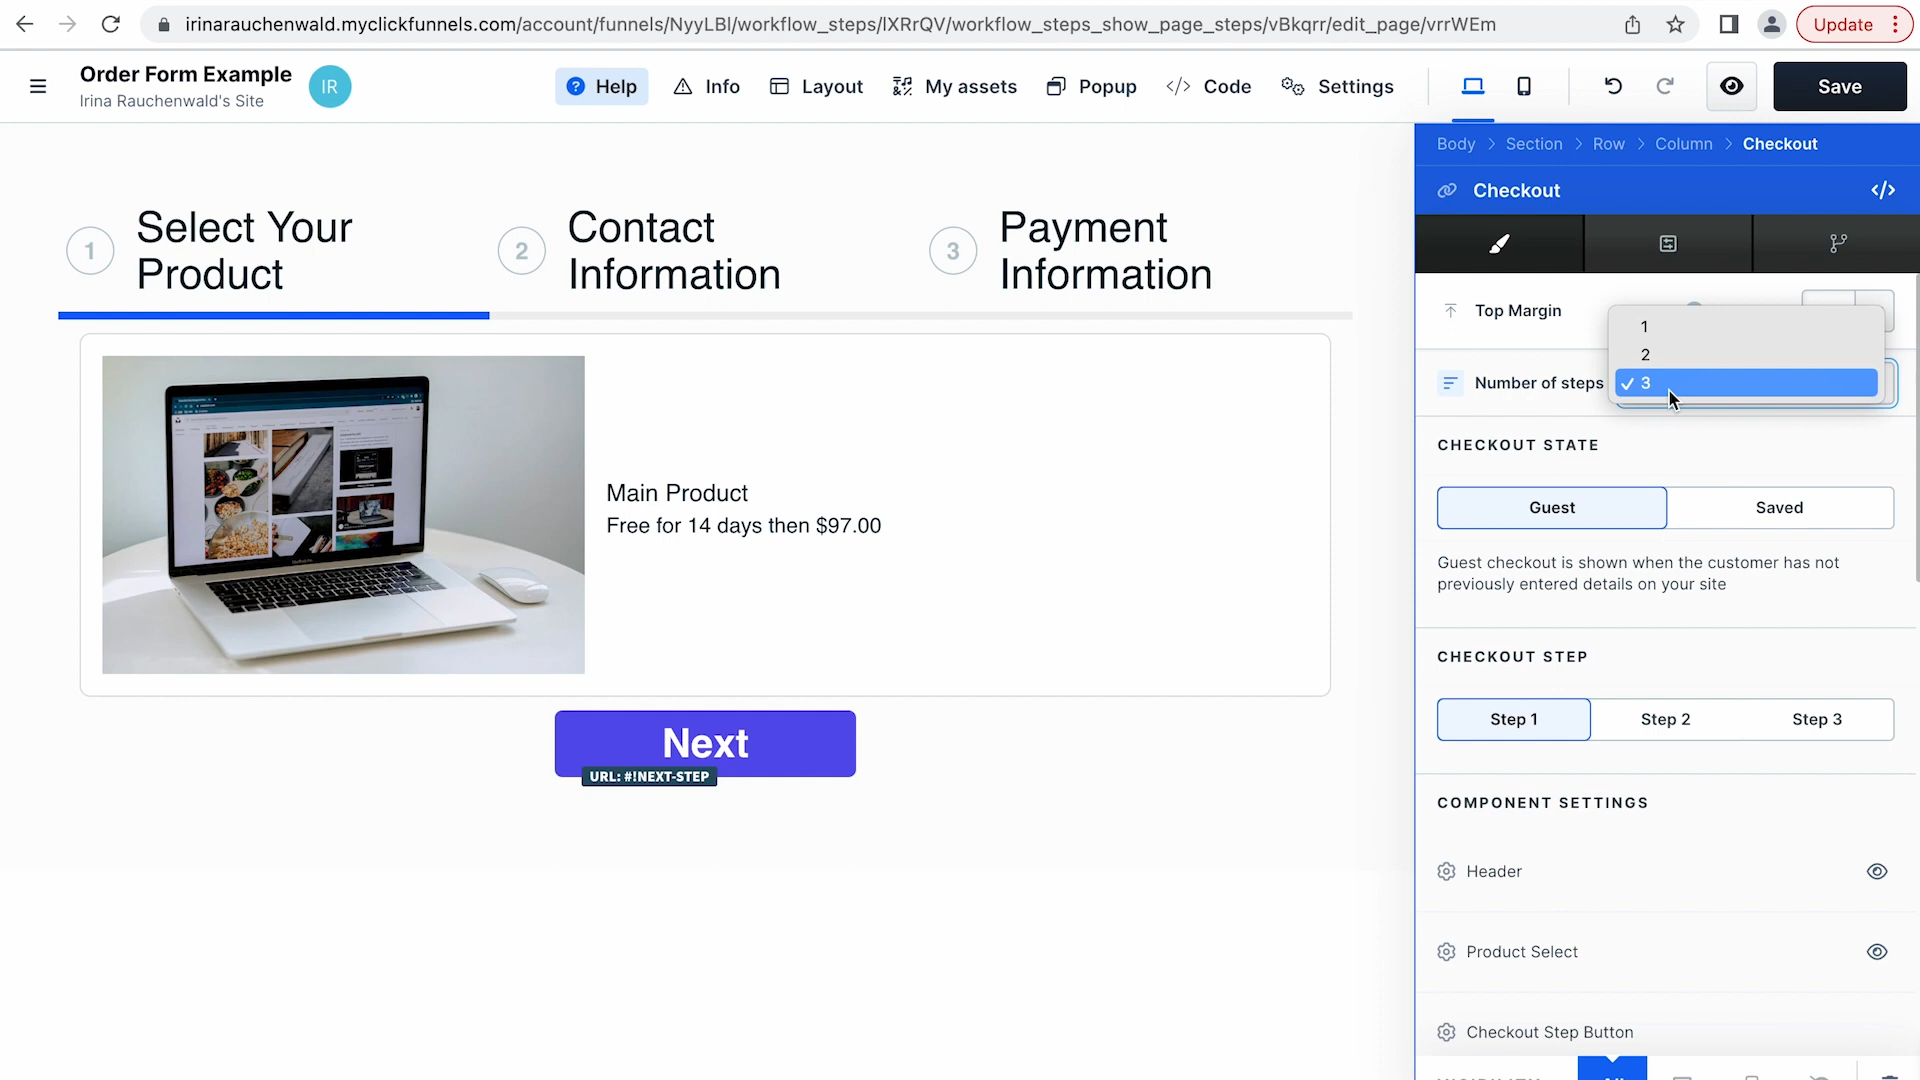 irinarauchenwald.myclickfunnels.com/account/funnels/NyyLBl/workflow_steps/lXRrQV/workflow_steps_show_page_steps/vBkqrr/edit_page/vrrWEm
Update
Order Form Example
Irina Rauchenwald's Site
IR
Help
Info
Layout
My assets
Popup
Code
Settings
Save
Body > Section > Row > Column > Checkout
Checkout
1 Select Your
Product
2 Contact
Information
3 Payment
Information
Top Margin
1
2
Number of steps
3
CHECKOUT STATE
Guest
Saved
Guest checkout is shown when the customer has not
previously entered details on your site
Main Product
Free for 14 days then $97.00
CHECKOUT STEP
Step 1
Step 2
Step 3
Next
URL: #!NEXT-STEP
COMPONENT SETTINGS
Header
Product Select
Checkout Step Button